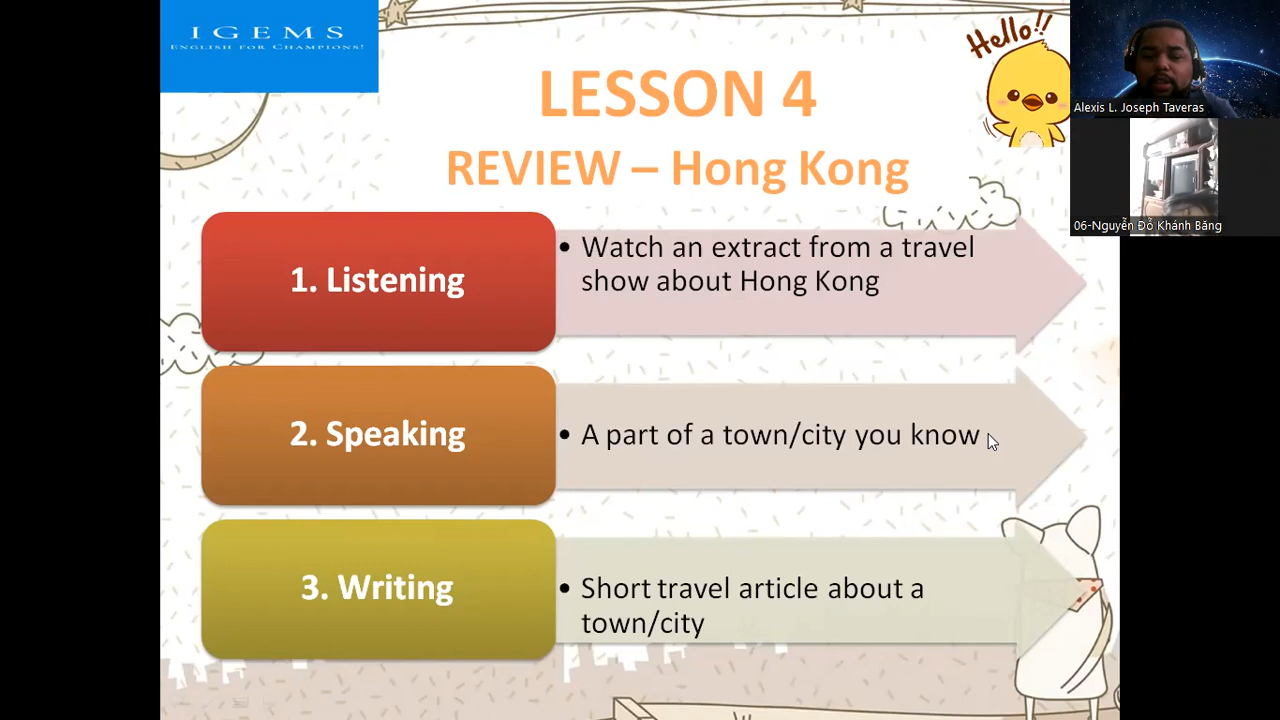 I G E M S
ENGLISH FOR CHAMPIONS!
Hello!!
LESSON 4
REVIEW – Hong Kong
1. Listening
• Watch an extract from a travel
show about Hong Kong
2. Speaking
• A part of a town/city you know
3. Writing
• Short travel article about a
town/city
Alexis L. Joseph Taveras
06-Nguyễn Đỗ Khánh Băng